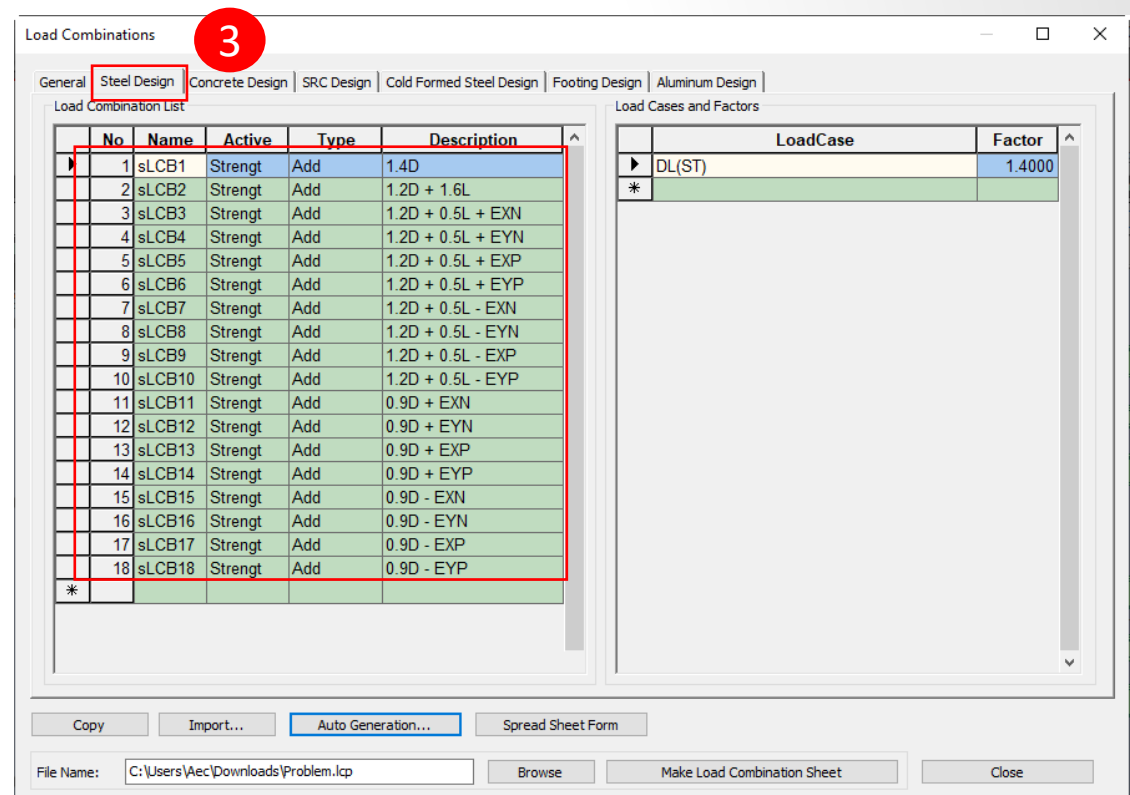 Load Combinations
3
General Steel Design Concrete Design SRC Design Cold Formed Steel Design Footing Design Aluminum Design
Load Combination List
Load Cases and Factors
No Name Active Type Description
LoadCase Factor
1 sLCB1 Strengt Add 1.4D
DL(ST) 1.4000
2 sLCB2 Strengt Add 1.2D + 1.6L
3 sLCB3 Strengt Add 1.2D + 0.5L + EXN
4 sLCB4 Strengt Add 1.2D + 0.5L + EYN
5 sLCB5 Strengt Add 1.2D + 0.5L + EXP
6 sLCB6 Strengt Add 1.2D + 0.5L + EYP
7 sLCB7 Strengt Add 1.2D + 0.5L - EXN
8 sLCB8 Strengt Add 1.2D + 0.5L - EYN
9 sLCB9 Strengt Add 1.2D + 0.5L - EXP
10 sLCB10 Strengt Add 1.2D + 0.5L - EYP
11 sLCB11 Strengt Add 0.9D + EXN
12 sLCB12 Strengt Add 0.9D + EYN
13 sLCB13 Strengt Add 0.9D + EXP
14 sLCB14 Strengt Add 0.9D + EYP
15 sLCB15 Strengt Add 0.9D - EXN
16 sLCB16 Strengt Add 0.9D - EYN
17 sLCB17 Strengt Add 0.9D - EXP
18 sLCB18 Strengt Add 0.9D - EYP
Copy Import... Auto Generation... Spread Sheet Form
File Name: C:\Users\Aec\Downloads\Problem.lcp Browse Make Load Combination Sheet Close